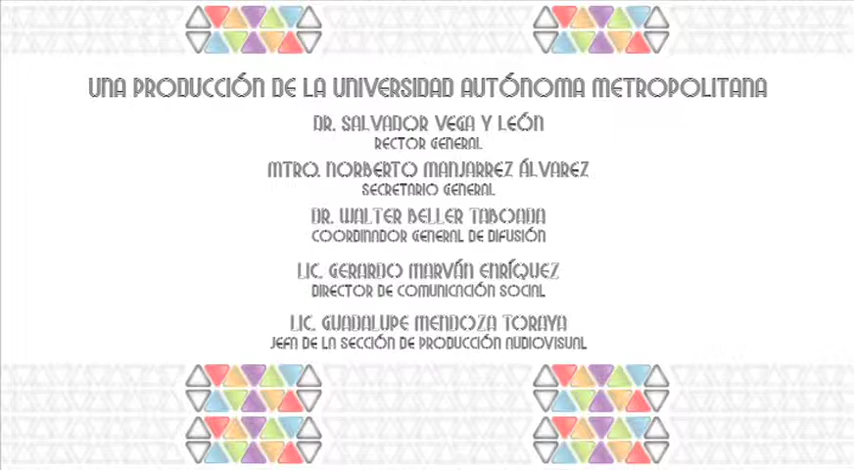 UNA PRODUCCIÓN DE LA UNIVERSIDAD AUTÓNOMA METROPOLITANA
DR. SALVADOR VEGA Y LEÓN
RECTOR GENERAL
MTRO. NORBERTO MANJARREZ ÁLVAREZ
SECRETARIO GENERAL
DR. WALTER BELLER TABOADA
COORDINADOR GENERAL DE DIFUSIÓN
LIC. GERARDO MARVÁN ENRÍQUEZ
DIRECTOR DE COMUNICACIÓN SOCIAL
LIC. GUADALUPE MENDOZA TORAYA
JEFA DE LA SECCIÓN DE PRODUCCIÓN AUDIOVISUAL